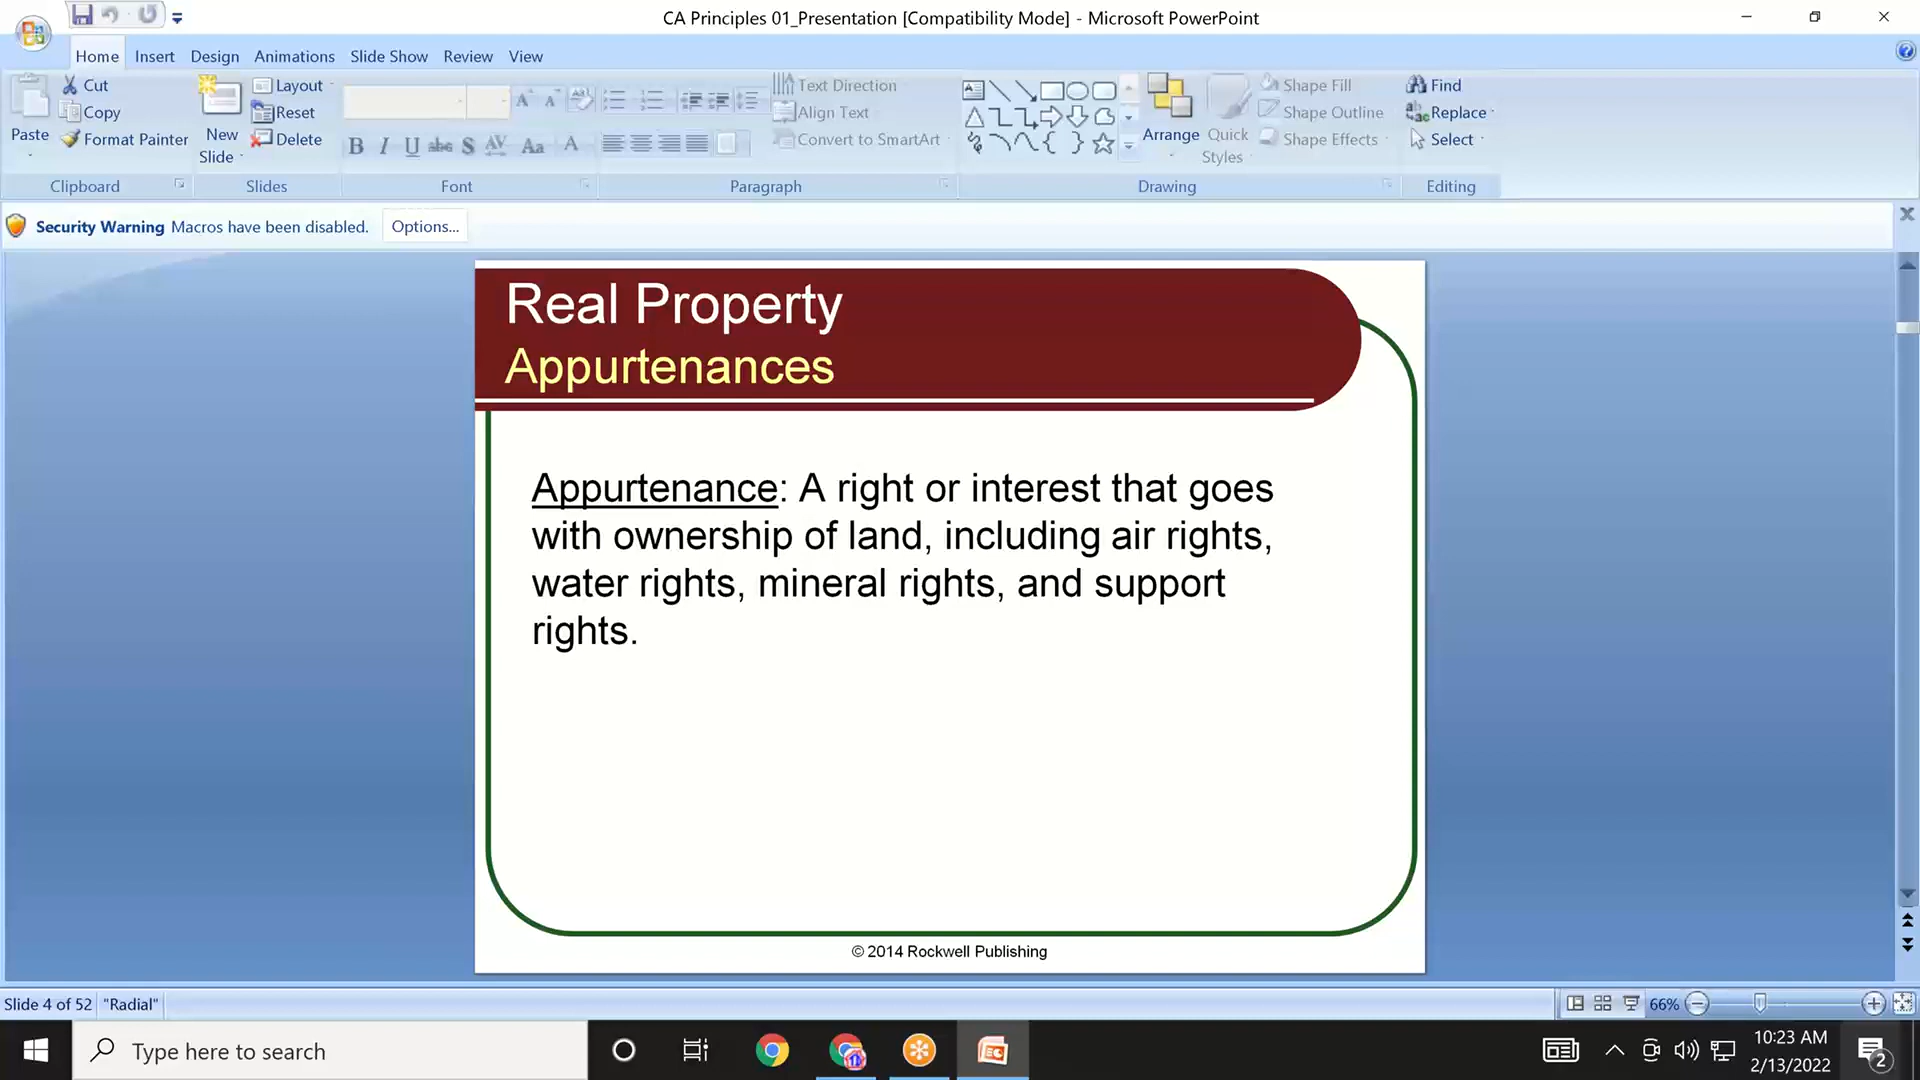 CA Principles 01_Presentation [Compatibility Mode] - Microsoft PowerPoint
Home Insert Design Animations Slide Show Review View
Paste
Cut
Copy
Format Painter
Clipboard
New
Slide
Layout
Reset
Delete
Slides
Font
Text Direction
Align Text
Convert to SmartArt
Paragraph
Arrange
Quick
Styles
Shape Fill
Shape Outline
Shape Effects
Drawing
Find
Replace
Select
Editing
Security Warning Macros have been disabled. Options...
Real Property
Appurtenances
Appurtenance: A right or interest that goes
with ownership of land, including air rights,
water rights, mineral rights, and support
rights.
© 2014 Rockwell Publishing
Slide 4 of 52 "Radial" 66%
Type here to search
10:23 AM
2/13/2022
2